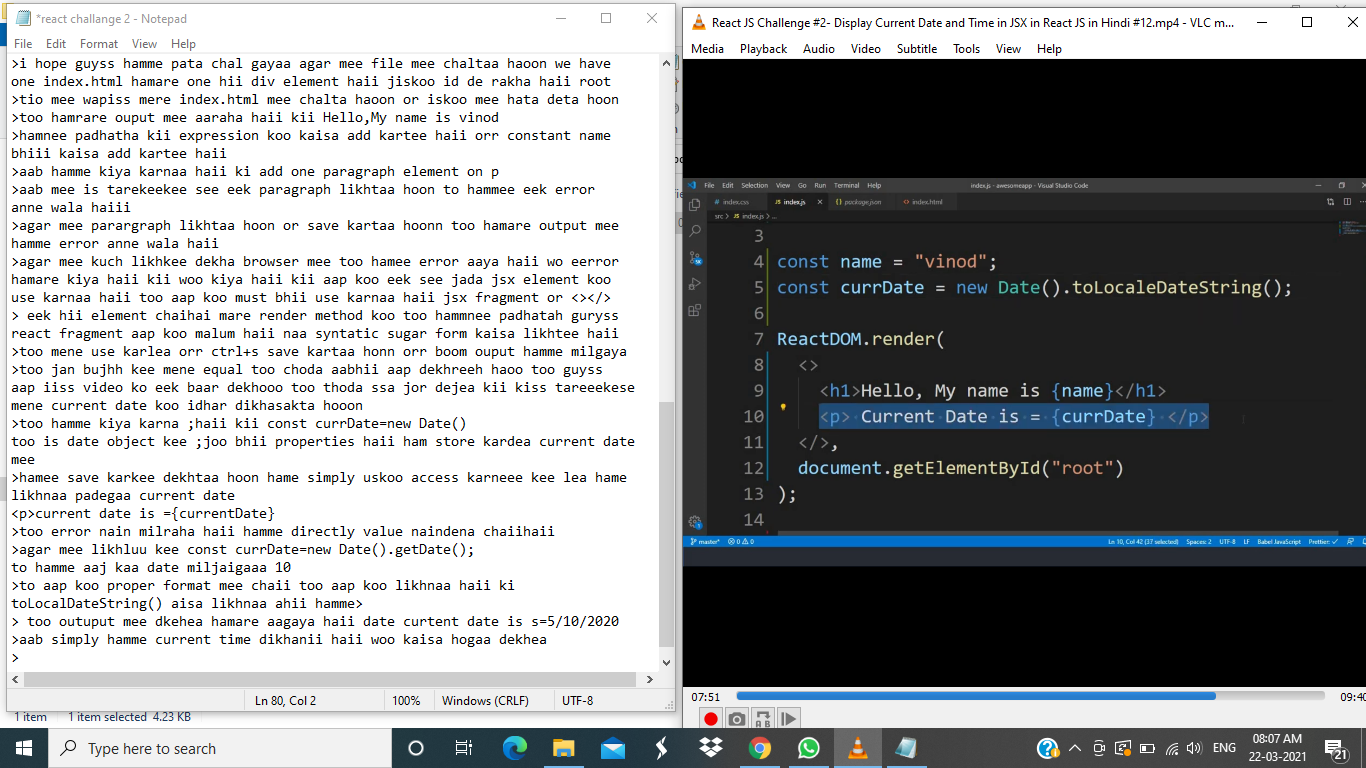 *react challange 2 - Notepad
File Edit Format View Help
>i hope guyss hamme pata chal gayaa agar mee file mee chaltaa haoon we have
one index.html hamare one hii div element haii jiskoo id de rakha haii root
>tio mee wapiss mere index.html mee chalta haoon or iskoo mee hata deta hoon
>too hamrare ouput mee aaraha haii kii Hello,My name is vinod
>hamnee padhatha kii expression koo kaisa add kartee haii orr constant name
bhiii kaisa add kartee haii
>aab hamme kiya karnaa haii ki add one paragraph element on p
>aab mee is tarekeekee see eek paragraph likhtaa hoon to hammee eek error
anne wala haiii
>agar mee parargraph likhtaa hoon or save kartaa hoonn too hamare output mee
hamme error anne wala haii
>agar mee kuch likhkee dekha browser mee too hamee error aaya haii wo eerror
hamare kiya haii kii woo kiya haii kii aap koo eek see jada jsx element koo
use karnaa haii too aap koo must bhii use karnaa haii jsx fragment or <></>
> eek hii element chaihai mare render method koo too hammnee padhatah guryss
react fragment aap koo malum haii naa syntatic sugar form kaisa likhtee haii
>too mene use karlea orr ctrl+s save kartaa honn orr boom ouput hamme milgaya
>too jan bujhh kee mene equal too choda aabhii aap dekhreeh haoo too guyss
aap iiss video ko eek baar dekhooo too thoda ssa jor dejea kii kiss tareeekese
mene current date koo idhar dikhasakta hooon
>too hamme kiya karna ;haii kii const currDate=new Date()
too is date object kee ;joo bhii properties haii ham store kardea current date
mee
>hamee save karkee dekhtaa hoon hame simply uskoo access karneee kee lea hame
likhnaa padegaa current date
<p>current date is ={currentDate}
>too error nain milraha haii hamme directly value naindena chaiihaii
>agar mee likhluu kee const currDate=new Date().getDate();
to hamme aaj kaa date miljaigaaa 10
>to aap koo proper format mee chaii too aap koo likhnaa haii ki
toLocalDateString() aisa likhnaa ahii hamme>
> too outuput mee dkehea hamare aagaya haii date curtent date is s=5/10/2020
>aab simply hamme current time dikhanii haii woo kaisa hogaa dekhea
>
Ln 80, Col 2 100% Windows (CRLF) UTF-8
1 item 1 item selected 4.23 KB
React JS Challenge #2- Display Current Date and Time in JSX in React JS in Hindi #12.mp4 - VLC m...
Media Playback Audio Video Subtitle Tools View Help
File Edit Selection View Go Run Terminal Help index.js - awesomeapp - Visual Studio Code
# index.css JS index.js × {} package.json <> index.html
src > JS index.js > ...
3
4 const name = "vinod";
5 const currDate = new Date().toLocaleDateString();
6
7 ReactDOM.render(
8 <>
9 <h1>Hello, My name is {name}</h1>
10 <p> Current Date is = {currDate} </p>
11 </>,
12 document.getElementById("root")
13 );
14
master* 0 0 Ln 10, Col 42 (37 selected) Spaces: 2 UTF-8 LF Babel JavaScript Prettier: ✓
07:51 09:40
Type here to search
ENG 08:07 AM
22-03-2021
21